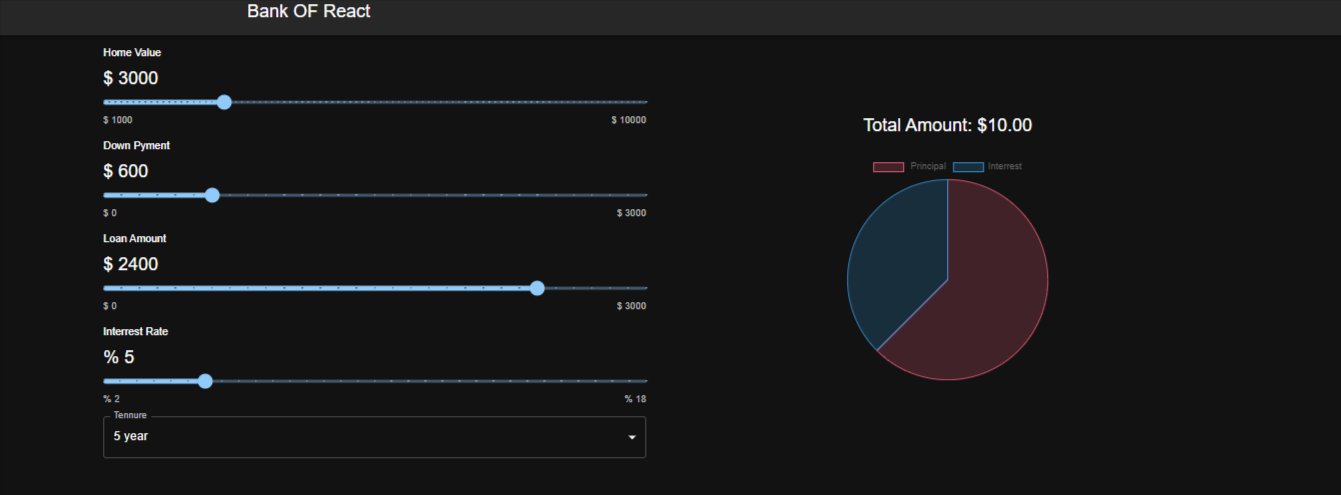 Bank OF React
Home Value
$ 3000
$ 1000 $ 10000
Down Pyment
$ 600
$ 0 $ 3000
Loan Amount
$ 2400
$ 0 $ 3000
Interrest Rate
% 5
% 2 % 18
Tennure
5 year
Total Amount: $10.00
Principal Interrest